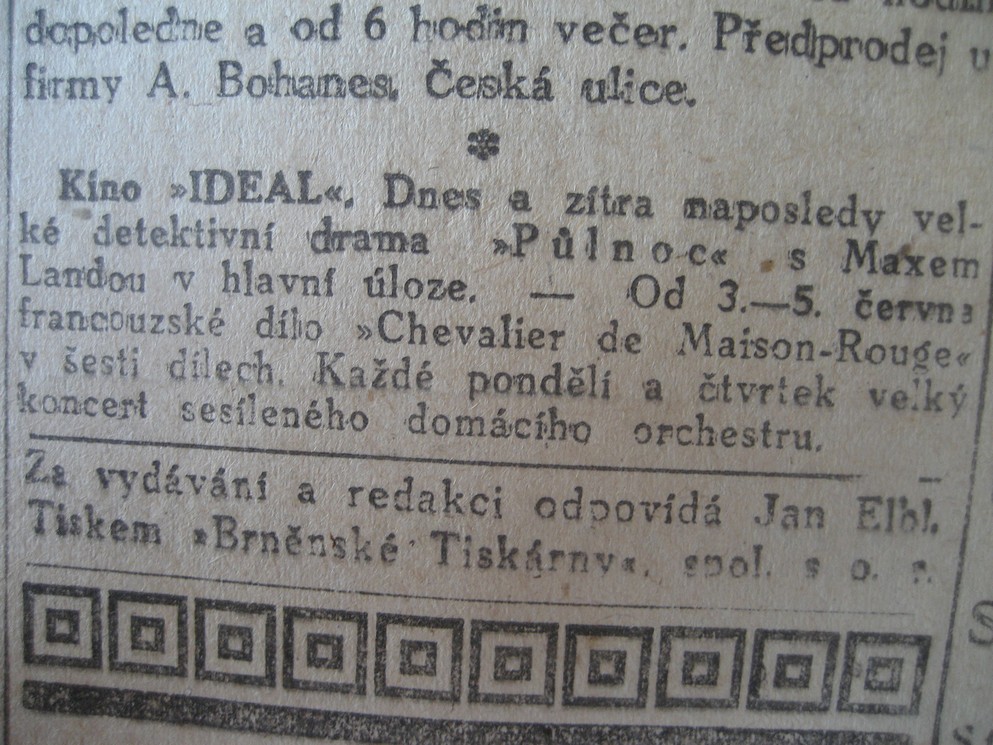 dopoledne a od 6 hodin večer. Předprodej u
firmy A. Bohanes, Česká ulice.
Kino »IDEAL«. Dnes a zítra naposledy vel-
ké detektivní drama »Půlnoc« s Maxem
Landou v hlavní úloze. — Od 3.—5. června
francouzské dílo »Chevalier de Maison-Rouge«
v šesti dílech. Každé pondělí a čtvrtek velký
koncert sesíleného domácího orchestru.
Za vydávání a redakci odpovídá Jan Elbl.
Tiskem »Brněnské Tiskárny«, spol. s o. r.